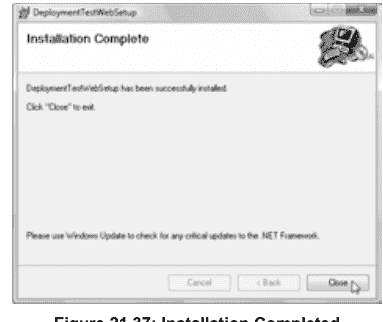 DeploymentTestWebSetup
Installation Complete
DeploymentTestWebSetup has been successfully installed.
Click "Close" to exit.
Please use Windows Update to check for any critical updates to the .NET Framework.
Cancel
< Back
Close
Figure 21.37: Installation Completed